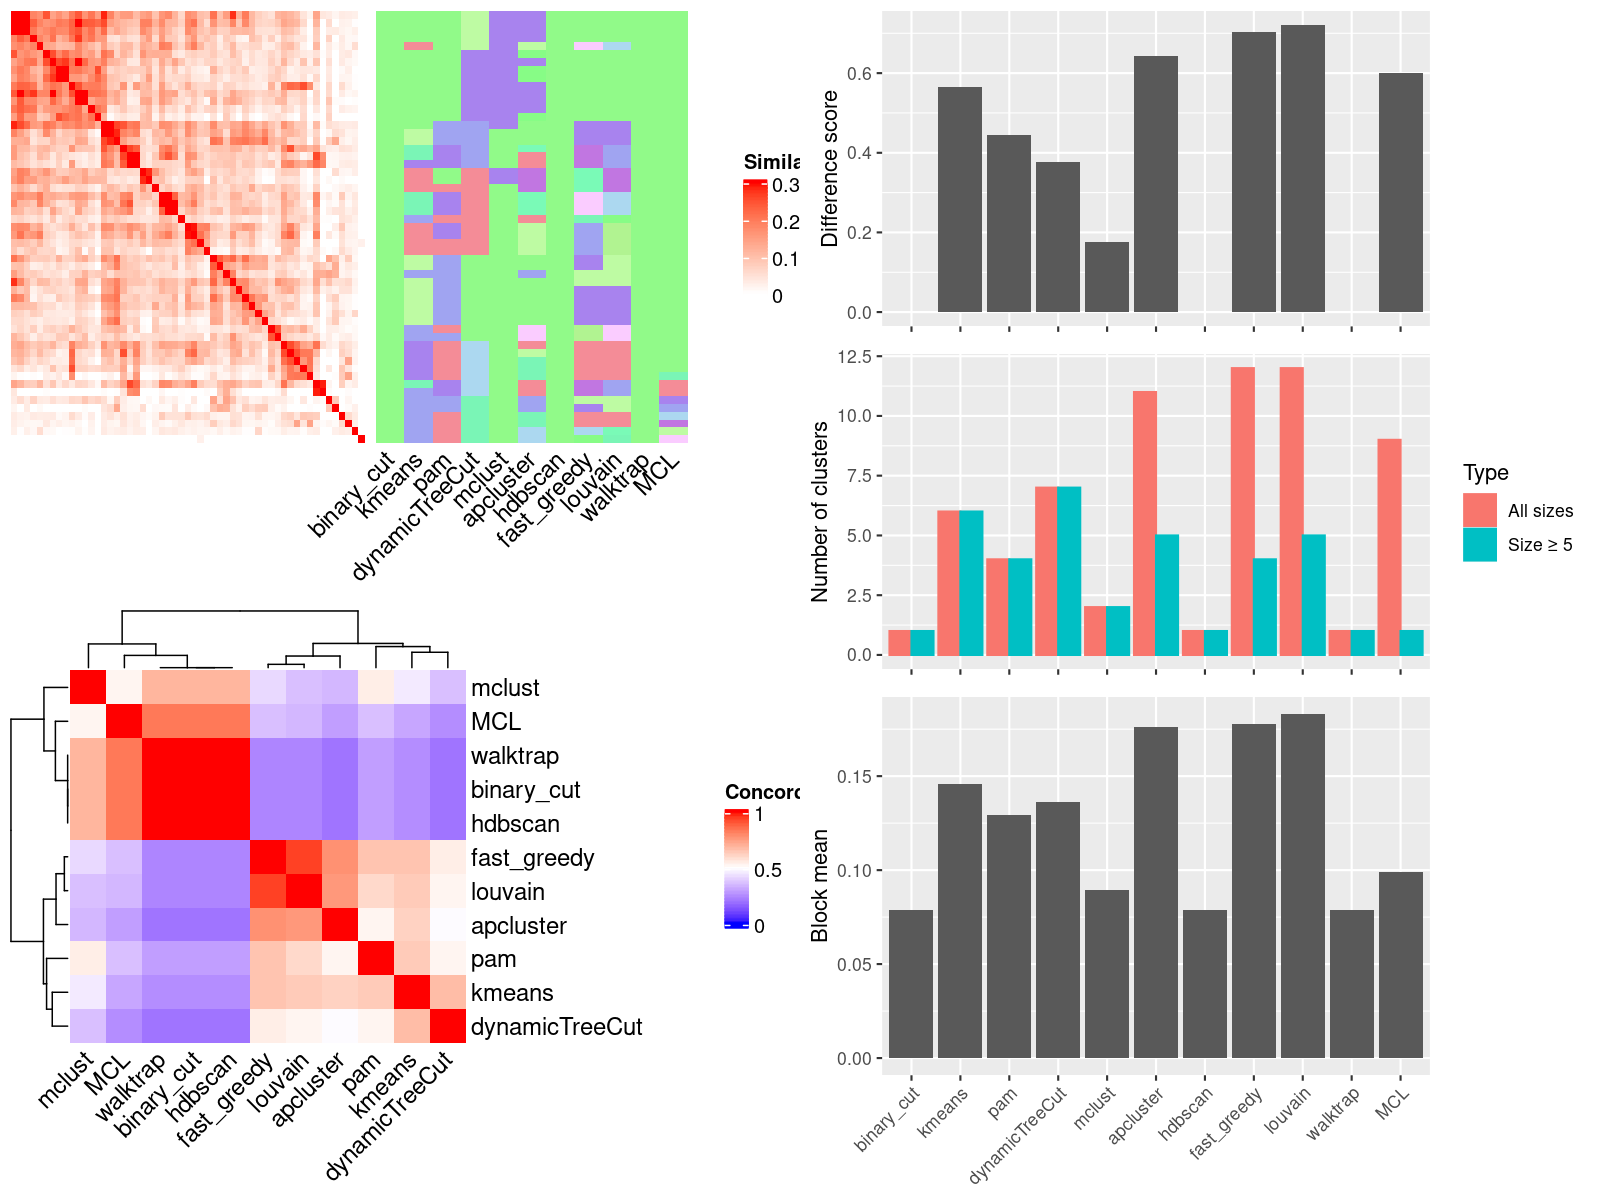 Simila
0.3
0.2
0.1
0
binary_cut
kmeans
pam
dynamicTreeCut
mclust
apcluster
hdbscan
fast_greedy
louvain
walktrap
MCL
mclust
MCL
walktrap
binary_cut
hdbscan
fast_greedy
louvain
apcluster
pam
kmeans
dynamicTreeCut
mclust
MCL
walktrap
binary_cut
hdbscan
fast_greedy
louvain
apcluster
pam
kmeans
dynamicTreeCut
Concord
1
0.5
0
Difference score
0.6
0.4
0.2
0.0
Number of clusters
12.5
10.0
7.5
5.0
2.5
0.0
Type
All sizes
Size ≥ 5
Block mean
0.15
0.10
0.05
0.00
binary_cut
kmeans
pam
dynamicTreeCut
mclust
apcluster
hdbscan
fast_greedy
louvain
walktrap
MCL